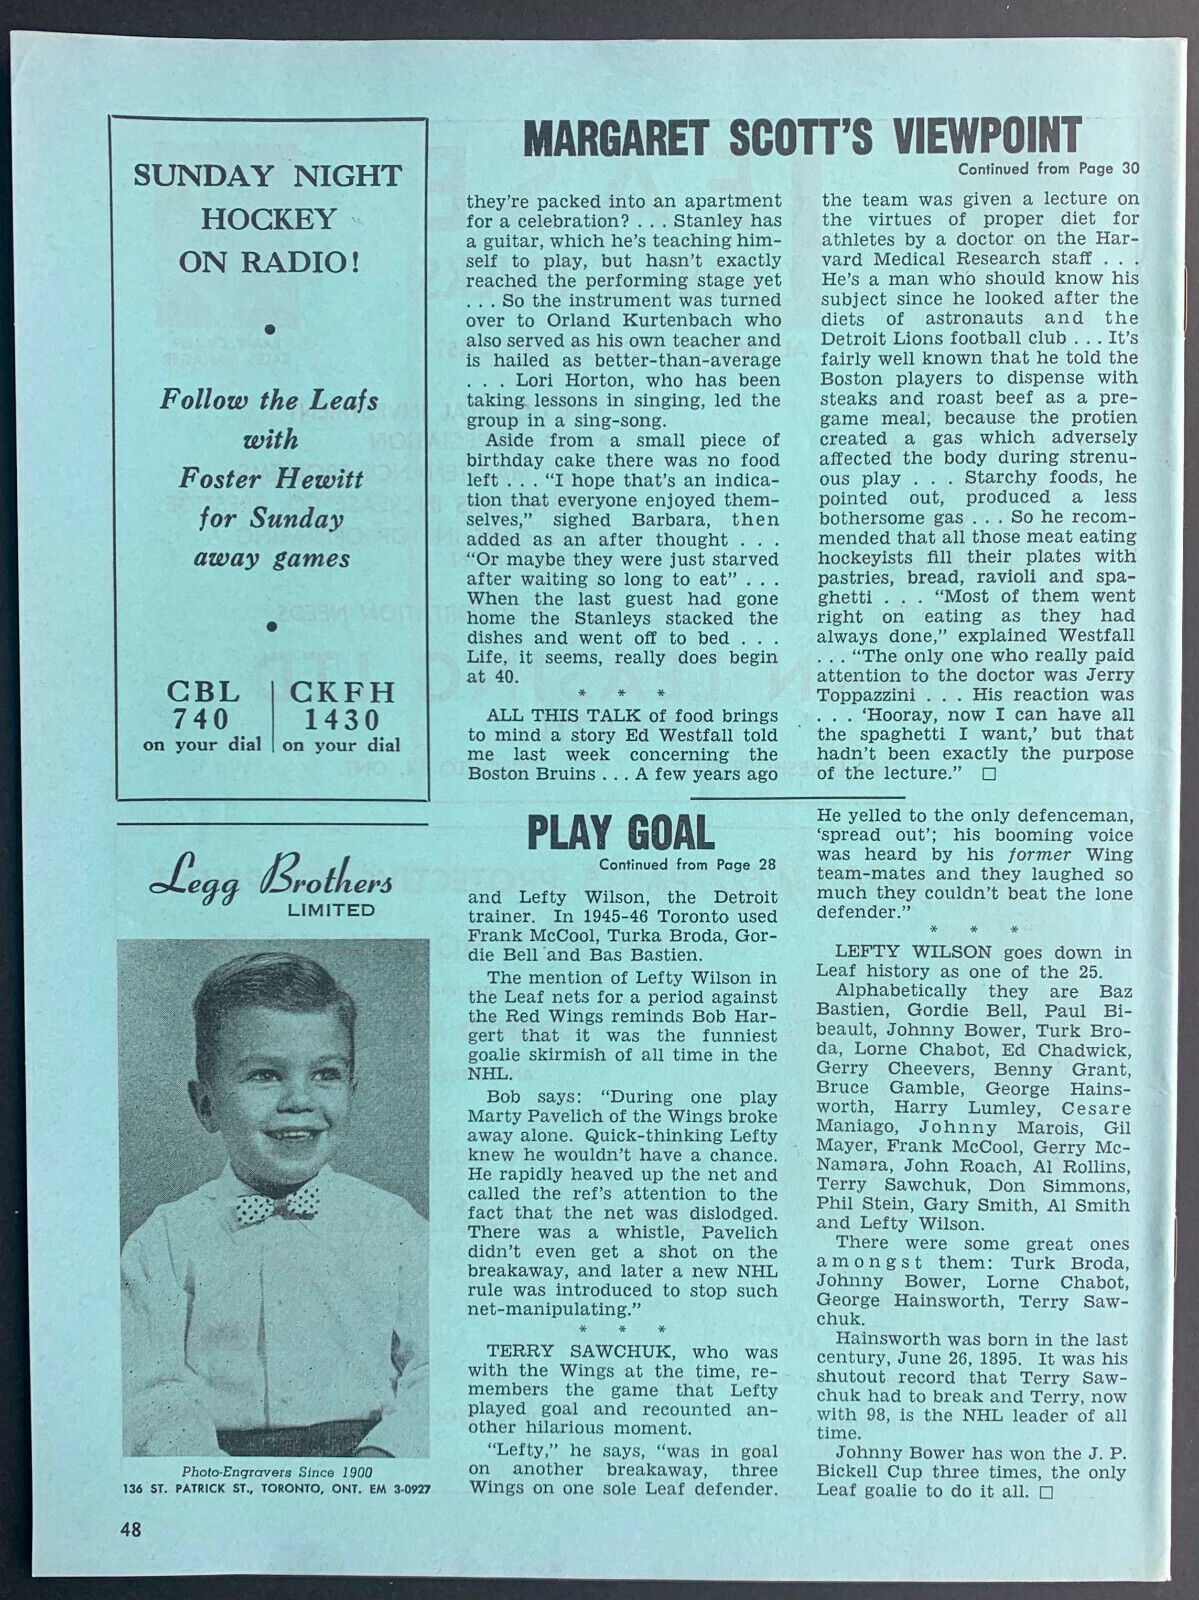 SUNDAY NIGHT
HOCKEY
ON RADIO!
•
Follow the Leafs
with
Foster Hewitt
for Sunday
away games
•
CBL
740
on your dial
CKFH
1430
on your dial
Legg Brothers
LIMITED
Photo-Engravers Since 1900
136 ST. PATRICK ST., TORONTO, ONT. EM 3-0927
MARGARET SCOTT'S VIEWPOINT
Continued from Page 30
they're packed into an apartment
for a celebration? . . . Stanley has
a guitar, which he's teaching him-
self to play, but hasn't exactly
reached the performing stage yet
. . . So the instrument was turned
over to Orland Kurtenbach who
also served as his own teacher and
is hailed as better-than-average
. . . Lori Horton, who has been
taking lessons in singing, led the
group in a sing-song.
Aside from a small piece of
birthday cake there was no food
left . . . "I hope that's an indica-
tion that everyone enjoyed them-
selves," sighed Barbara, then
added as an after thought . . .
"Or maybe they were just starved
after waiting so long to eat" . . .
When the last guest had gone
home the Stanleys stacked the
dishes and went off to bed . . .
Life, it seems, really does begin
at 40.
* * *
ALL THIS TALK of food brings
to mind a story Ed Westfall told
me last week concerning the
Boston Bruins . . . A few years ago
the team was given a lecture on
the virtues of proper diet for
athletes by a doctor on the Har-
vard Medical Research staff . . .
He's a man who should know his
subject since he looked after the
diets of astronauts and the
Detroit Lions football club . . . It's
fairly well known that he told the
Boston players to dispense with
steaks and roast beef as a pre-
game meal, because the protien
created a gas which adversely
affected the body during strenu-
ous play . . . Starchy foods, he
pointed out, produced a less
bothersome gas . . . So he recom-
mended that all those meat eating
hockeyists fill their plates with
pastries, bread, ravioli and spa-
ghetti . . . "Most of them went
right on eating as they had
always done," explained Westfall
. . . "The only one who really paid
attention to the doctor was Jerry
Toppazzini . . . His reaction was
. . . 'Hooray, now I can have all
the spaghetti I want,' but that
hadn't been exactly the purpose
of the lecture." □
PLAY GOAL
Continued from Page 28
and Lefty Wilson, the Detroit
trainer. In 1945-46 Toronto used
Frank McCool, Turka Broda, Gor-
die Bell and Bas Bastien.
The mention of Lefty Wilson in
the Leaf nets for a period against
the Red Wings reminds Bob Har-
gert that it was the funniest
goalie skirmish of all time in the
NHL.
Bob says: "During one play
Marty Pavelich of the Wings broke
away alone. Quick-thinking Lefty
knew he wouldn't have a chance.
He rapidly heaved up the net and
called the ref's attention to the
fact that the net was dislodged.
There was a whistle, Pavelich
didn't even get a shot on the
breakaway, and later a new NHL
rule was introduced to stop such
net-manipulating."
* * *
TERRY SAWCHUK, who was
with the Wings at the time, re-
members the game that Lefty
played goal and recounted an-
other hilarious moment.
"Lefty," he says, "was in goal
on another breakaway, three
Wings on one sole Leaf defender.
He yelled to the only defenceman,
'spread out'; his booming voice
was heard by his former Wing
team-mates and they laughed so
much they couldn't beat the lone
defender."
* * *
LEFTY WILSON goes down in
Leaf history as one of the 25.
Alphabetically they are Baz
Bastien, Gordie Bell, Paul Bi-
beault, Johnny Bower, Turk Bro-
da, Lorne Chabot, Ed Chadwick,
Gerry Cheevers, Benny Grant,
Bruce Gamble, George Hains-
worth, Harry Lumley, Cesare
Maniago, Johnny Marois, Gil
Mayer, Frank McCool, Gerry Mc-
Namara, John Roach, Al Rollins,
Terry Sawchuk, Don Simmons,
Phil Stein, Gary Smith, Al Smith
and Lefty Wilson.
There were some great ones
amongst them: Turk Broda,
Johnny Bower, Lorne Chabot,
George Hainsworth, Terry Saw-
chuk.
Hainsworth was born in the last
century, June 26, 1895. It was his
shutout record that Terry Saw-
chuk had to break and Terry, now
with 98, is the NHL leader of all
time.
Johnny Bower has won the J. P.
Bickell Cup three times, the only
Leaf goalie to do it all. □
48